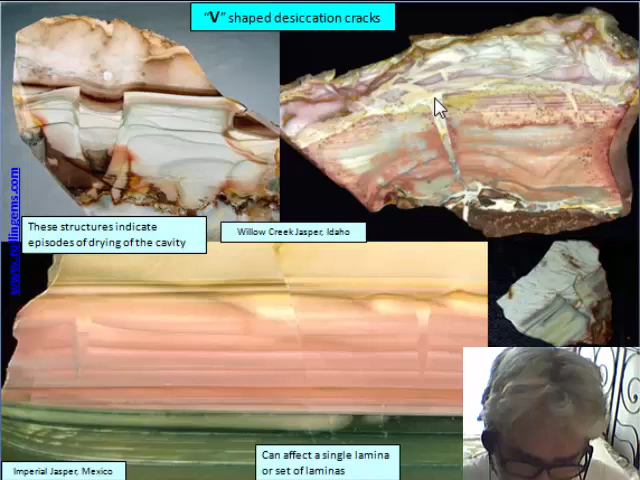 “V” shaped desiccation cracks
These structures indicate
episodes of drying of the cavity
Willow Creek Jasper, Idaho
Can affect a single lamina
or set of laminas
Imperial Jasper, Mexico